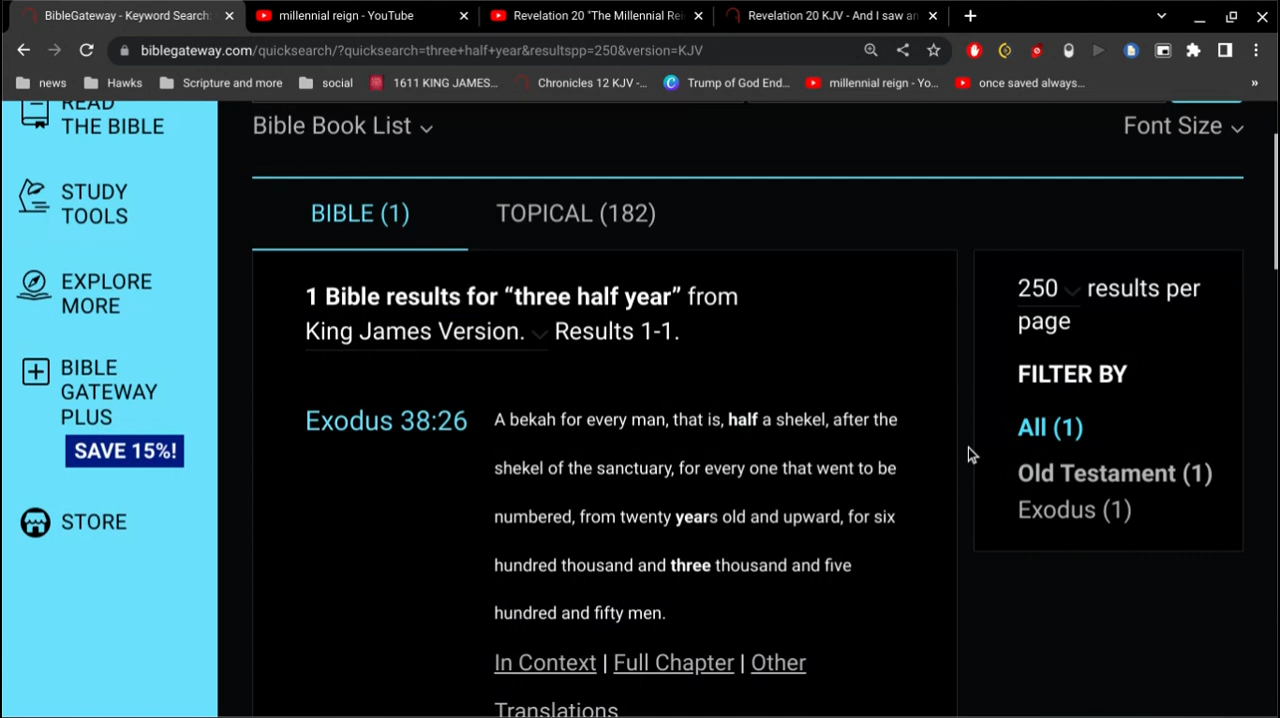 BibleGateway - Keyword Search:
millennial reign - YouTube
Revelation 20 "The Millennial Re
Revelation 20 KJV - And I saw an
biblegateway.com/quicksearch/?quicksearch=three+half+year&resultspp=250&version=KJV
news
Hawks
Scripture and more
social
1611 KING JAMES...
Chronicles 12 KJV -...
Trump of God End...
millennial reign - Yo...
once saved always...
READ
THE BIBLE
STUDY
TOOLS
EXPLORE
MORE
BIBLE
GATEWAY
PLUS
SAVE 15%!
STORE
Bible Book List
Font Size
BIBLE (1)
TOPICAL (182)
1 Bible results for “three half year” from
King James Version. Results 1-1.
Exodus 38:26
A bekah for every man, that is, half a shekel, after the
shekel of the sanctuary, for every one that went to be
numbered, from twenty years old and upward, for six
hundred thousand and three thousand and five
hundred and fifty men.
In Context | Full Chapter | Other
Translations
250 results per
page
FILTER BY
All (1)
Old Testament (1)
Exodus (1)